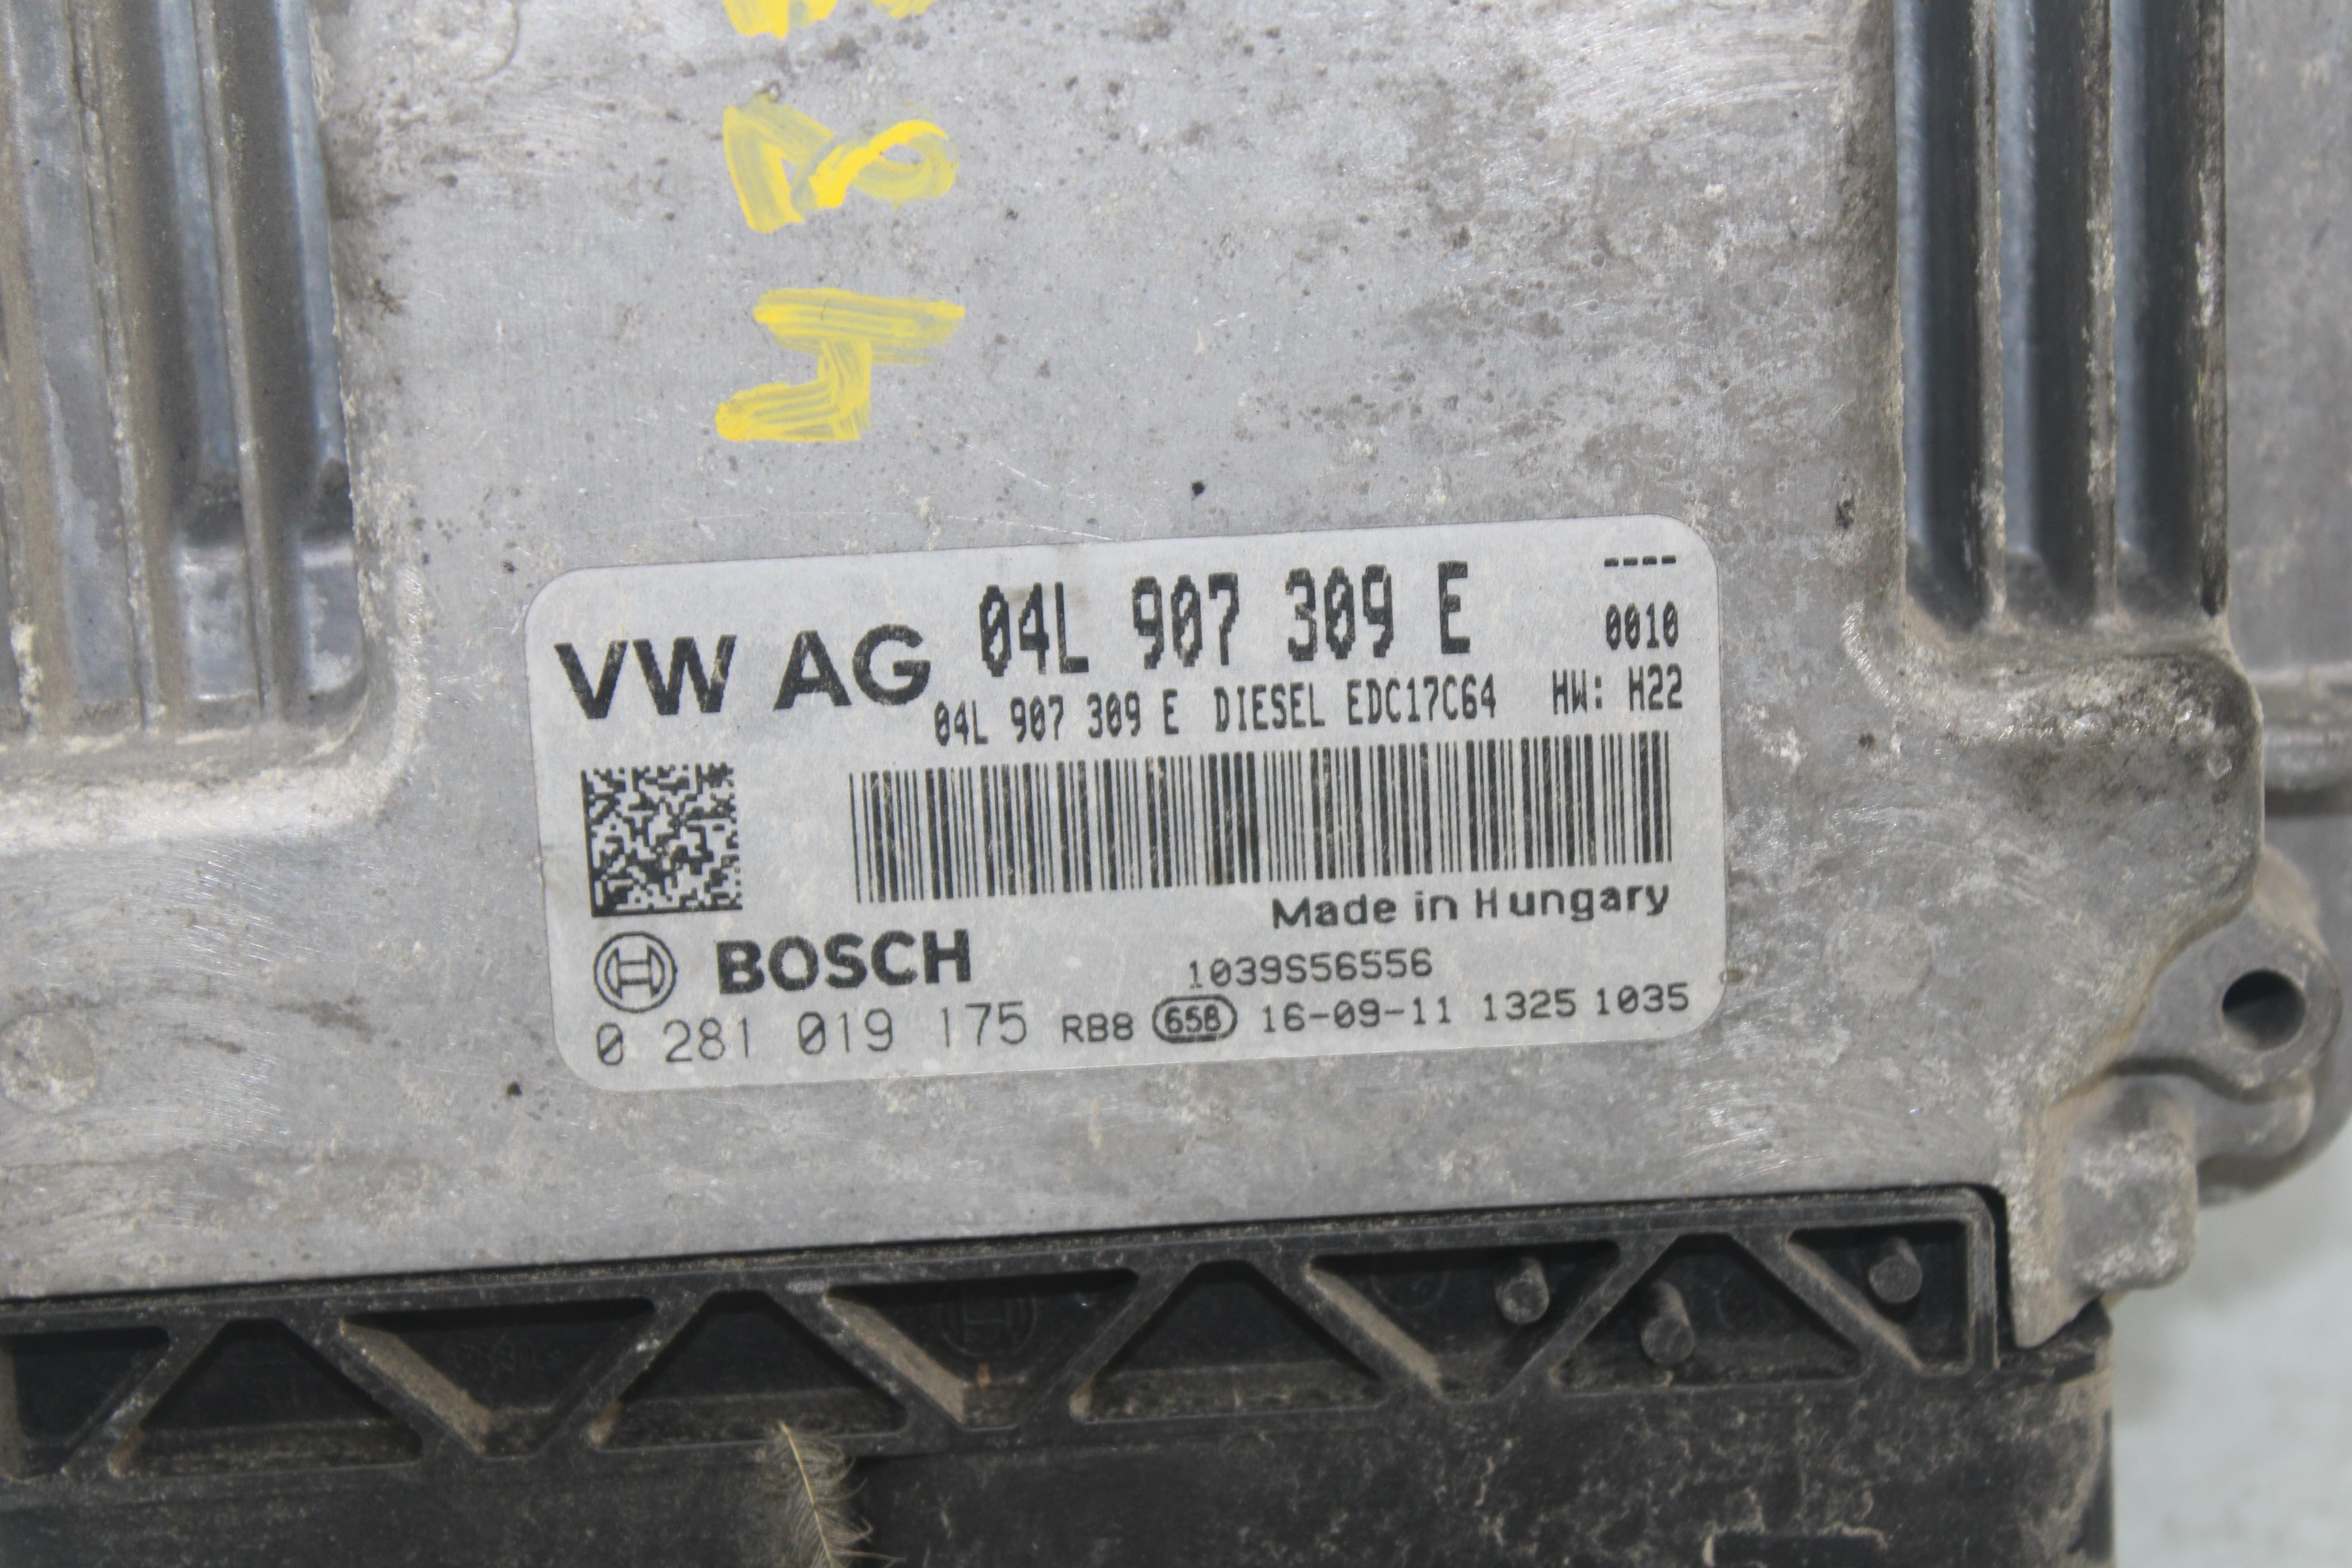 VW AG 04L 907 309 E ----
0010
04L 907 309 E DIESEL EDC17C64 HW: H22
Made in Hungary
BOSCH 1039S56556
0 281 019 175 RB8 658 16-09-11 1325 1035